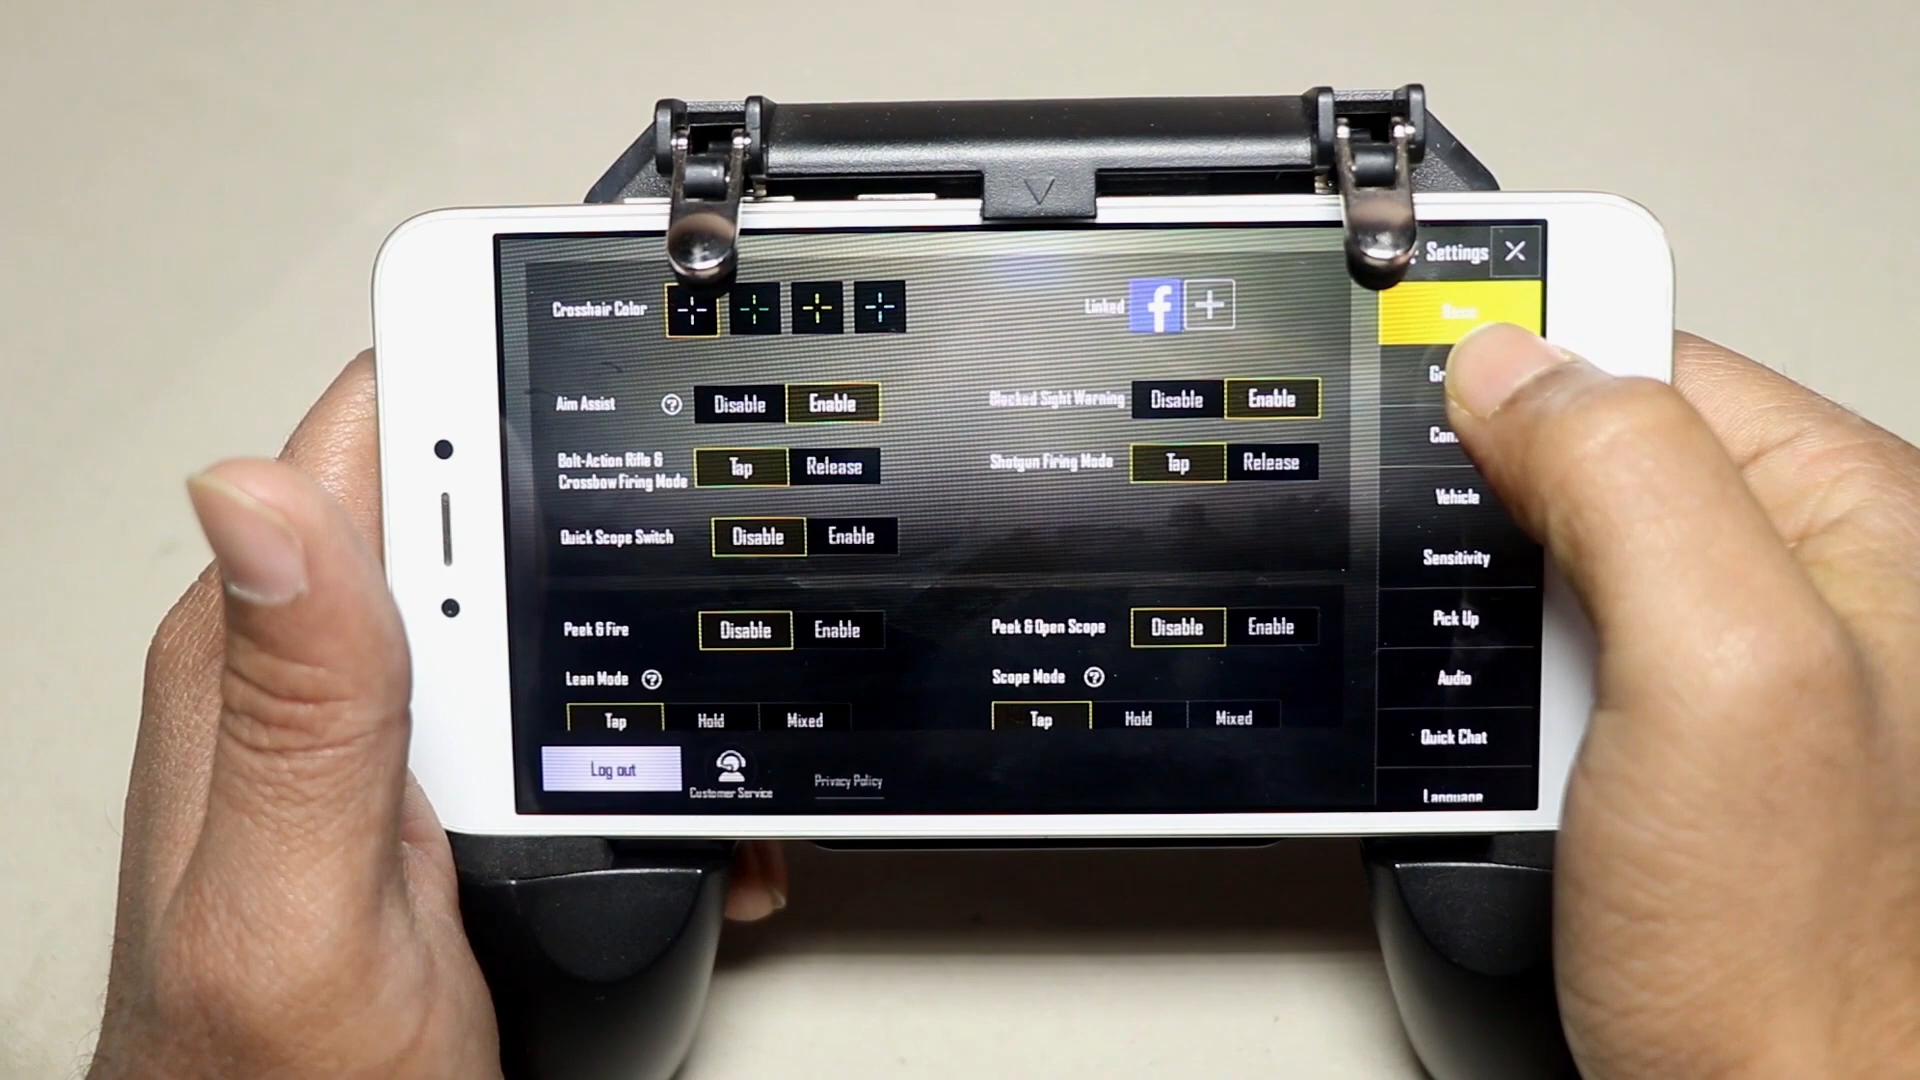 Settings
Crosshair Color
Linked
Basic
Aim Assist
Disable
Enable
Blocked Sight Warning
Disable
Enable
Bolt-Action Rifle &
Crossbow Firing Mode
Tap
Release
Shotgun Firing Mode
Tap
Release
Quick Scope Switch
Disable
Enable
Vehicle
Sensitivity
Peek & Fire
Disable
Enable
Peek & Open Scope
Disable
Enable
Pick Up
Lean Mode
Scope Mode
Audio
Tap
Hold
Mixed
Tap
Hold
Mixed
Quick Chat
Log out
Customer Service
Privacy Policy
Language